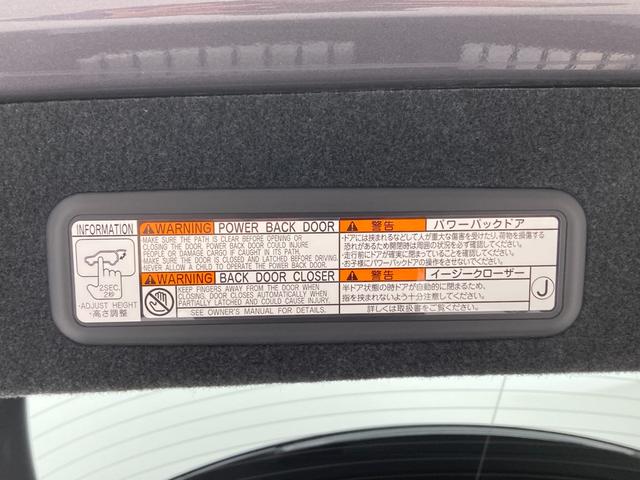 INFORMATION
2SEC.
2秒
·ADJUST HEIGHT
·高さ調整
WARNING POWER BACK DOOR
·MAKE SURE THE PATH IS CLEAR BEFORE OPENING OR
CLOSING THE DOOR. POWER BACK DOOR COULD INJURE
PEOPLE OR DAMAGE CARGO IF CAUGHT IN ITS PATH.
·MAKE SURE THE DOOR IS CLOSED AND LATCHED BEFORE DRIVING.
·NEVER ALLOW A CHILD TO OPERATE THE POWER BACK DOOR.
WARNING BACK DOOR CLOSER
KEEP FINGERS AWAY FROM THE DOOR WHEN
CLOSING. DOOR CLOSES AUTOMATICALLY WHEN
PARTIALLY LATCHED AND COULD CAUSE INJURY.
SEE OWNER'S MANUAL FOR DETAILS.
警告 パワーバックドア
·ドアには挟まれるなどして人が重大な傷害を受けたり、荷物を損傷する
恐れがあるため開閉時は周囲の状況を必ず確認してください。
·走行前にドアが確実に閉まっていることを確認してください。
·お子様にパワーバックドアの操作をさせないでください。
警告 イージークローザー
半ドア状態の時ドアが自動的に閉まるため、
指を挟まれないよう十分注意してください。
詳しくは取扱書をご覧ください。
J